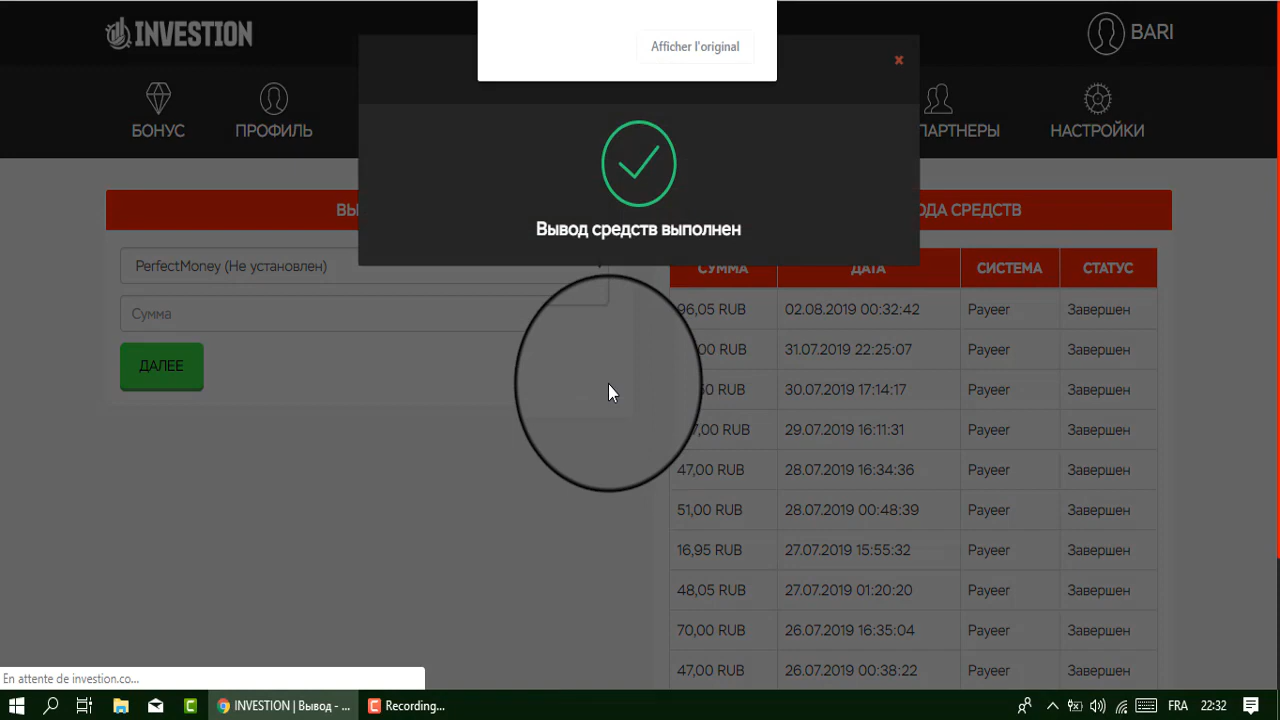 INVESTION
Afficher l'original
BARI
БОНУС
ПРОФИЛЬ
ПАРТНЕРЫ
НАСТРОЙКИ
Вывод средств выполнен
СРЕДСТВ
PerfectMoney (Не установлен)
Сумма
ДАЛЕЕ
СУММА ДАТА СИСТЕМА СТАТУС
96,05 RUB 02.08.2019 00:32:42 Payeer Завершен
RUB 31.07.2019 22:25:07 Payeer Завершен
RUB 30.07.2019 17:14:17 Payeer Завершен
RUB 29.07.2019 16:11:31 Payeer Завершен
47,00 RUB 28.07.2019 16:34:36 Payeer Завершен
51,00 RUB 28.07.2019 00:48:39 Payeer Завершен
16,95 RUB 27.07.2019 15:55:32 Payeer Завершен
48,05 RUB 27.07.2019 01:20:20 Payeer Завершен
70,00 RUB 26.07.2019 16:35:04 Payeer Завершен
47,00 RUB 26.07.2019 00:38:22 Payeer Завершен
En attente de investion.co...
INVESTION | Вывод - ...
Recording...
FRA
22:32